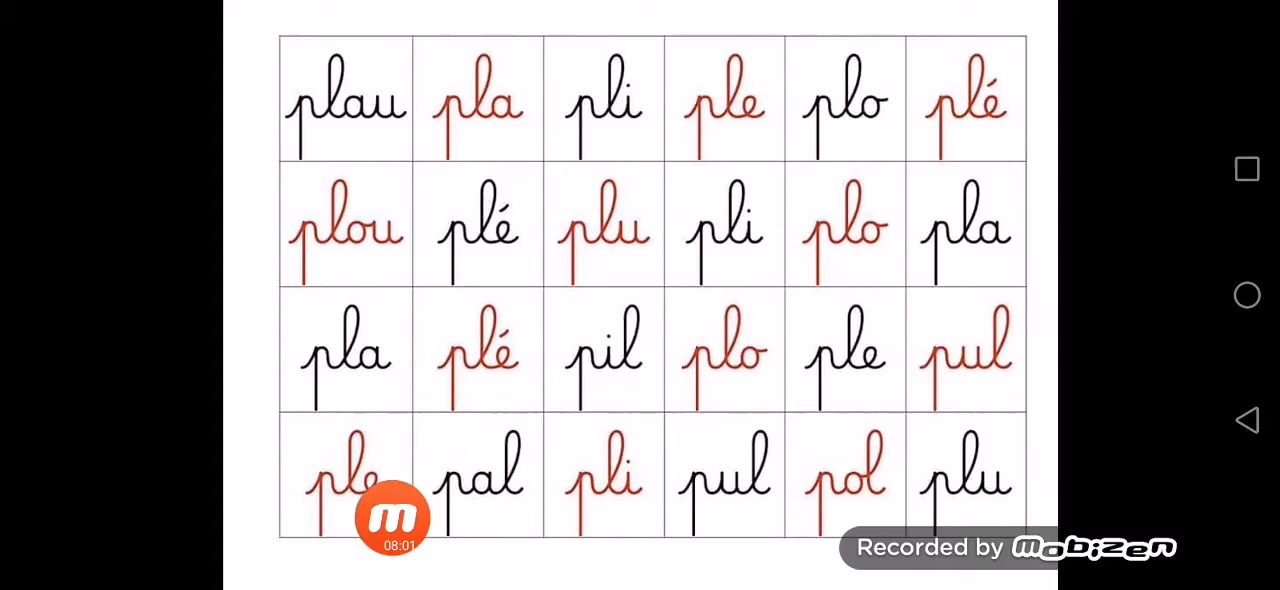 plau pla pli ple plo plé
plou plé plu pli plo pla
pla plé pil plo ple pul
ple pal pli pul pol plu
08:01
Recorded by mobizen